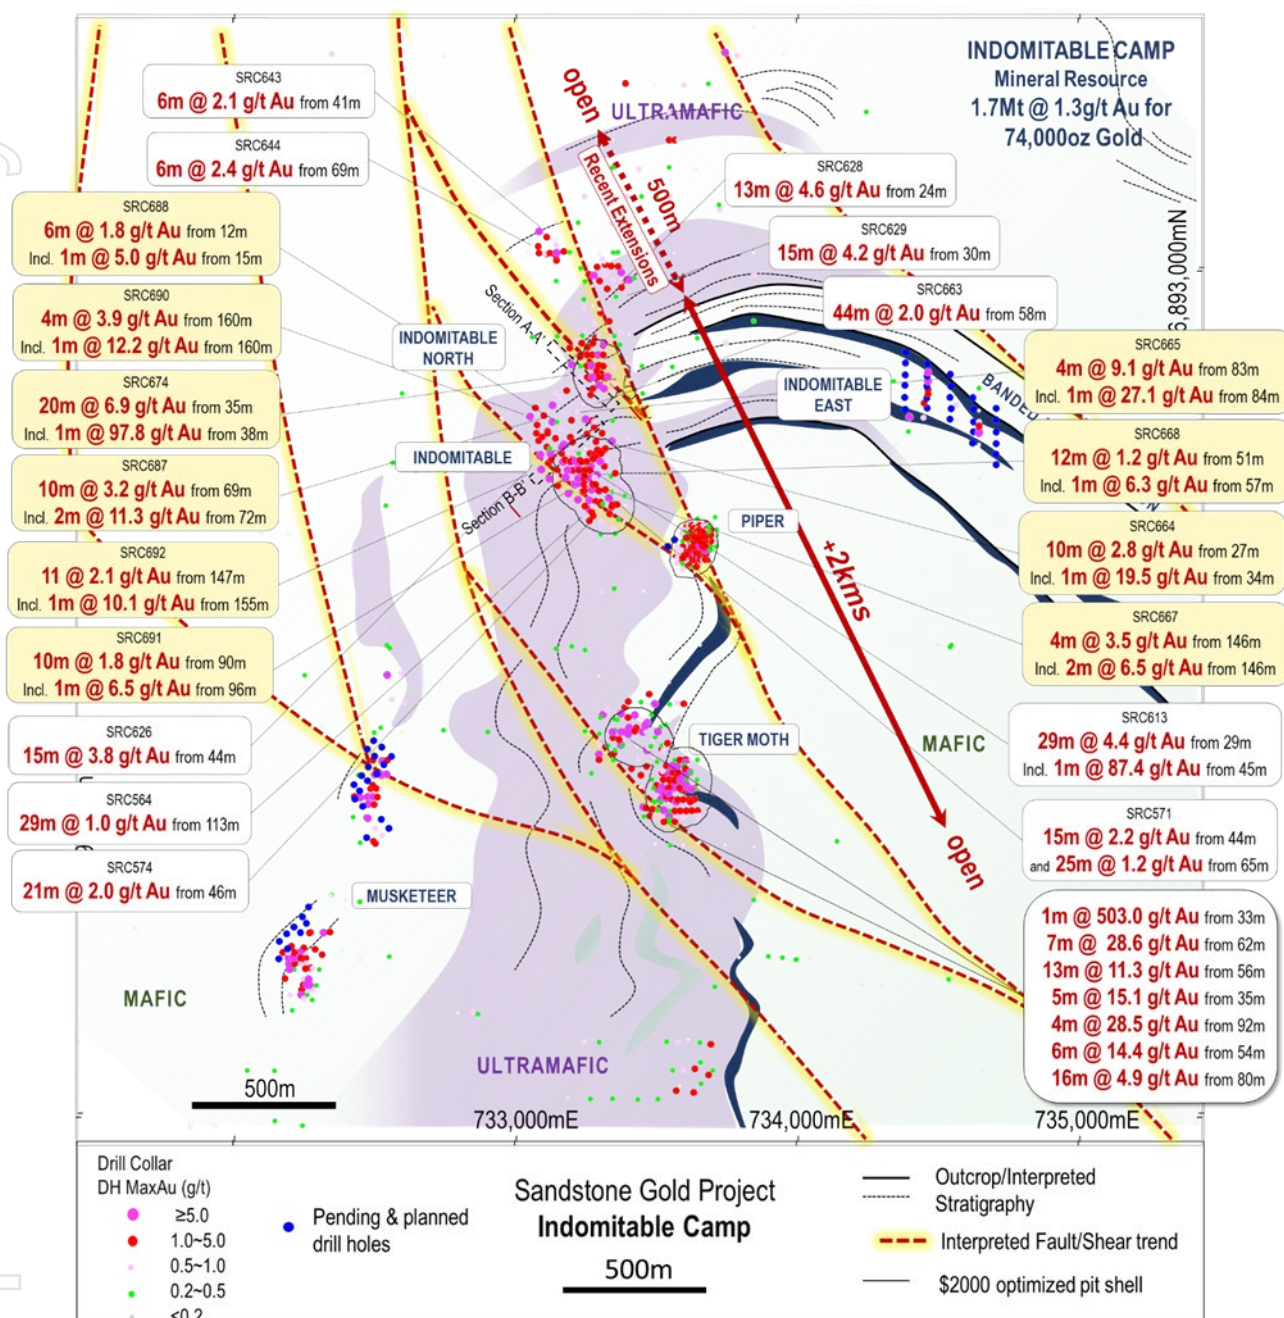 INDOMITABLE CAMP
Mineral Resource
1.7Mt @ 1.3g/t Au for
74,000oz Gold
SRC643
6m @ 2.1 g/t Au from 41m
SRC644
6m @ 2.4 g/t Au from 69m
SRC688
6m @ 1.8 g/t Au from 12m
Incl. 1m @ 5.0 g/t Au from 15m
SRC690
4m @ 3.9 g/t Au from 160m
Incl. 1m @ 12.2 g/t Au from 160m
SRC674
20m @ 6.9 g/t Au from 35m
Incl. 1m @ 97.8 g/t Au from 38m
SRC687
10m @ 3.2 g/t Au from 69m
Incl. 2m @ 11.3 g/t Au from 72m
SRC692
11 @ 2.1 g/t Au from 147m
Incl. 1m @ 10.1 g/t Au from 155m
SRC691
10m @ 1.8 g/t Au from 90m
Incl. 1m @ 6.5 g/t Au from 96m
SRC626
15m @ 3.8 g/t Au from 44m
SRC564
29m @ 1.0 g/t Au from 113m
SRC574
21m @ 2.0 g/t Au from 46m
open
ULTRAMAFIC
Recent Extensions
500m
SRC628
13m @ 4.6 g/t Au from 24m
SRC629
15m @ 4.2 g/t Au from 30m
SRC663
44m @ 2.0 g/t Au from 58m
6,893,000mN
SRC665
4m @ 9.1 g/t Au from 83m
Incl. 1m @ 27.1 g/t Au from 84m
SRC668
12m @ 1.2 g/t Au from 51m
Incl. 1m @ 6.3 g/t Au from 57m
SRC664
10m @ 2.8 g/t Au from 27m
Incl. 1m @ 19.5 g/t Au from 34m
SRC667
4m @ 3.5 g/t Au from 146m
Incl. 2m @ 6.5 g/t Au from 146m
SRC613
29m @ 4.4 g/t Au from 29m
Incl. 1m @ 87.4 g/t Au from 45m
SRC571
15m @ 2.2 g/t Au from 44m
and 25m @ 1.2 g/t Au from 65m
1m @ 503.0 g/t Au from 33m
7m @ 28.6 g/t Au from 62m
13m @ 11.3 g/t Au from 56m
5m @ 15.1 g/t Au from 35m
4m @ 28.5 g/t Au from 92m
6m @ 14.4 g/t Au from 54m
16m @ 4.9 g/t Au from 80m
Section A-A'
INDOMITABLE
NORTH
INDOMITABLE
EAST
BANDED
INDOMITABLE
Section B-B'
PIPER
+2kms
TIGER MOTH
MAFIC
open
MUSKETEER
MAFIC
ULTRAMAFIC
500m
733,000mE
734,000mE
735,000mE
Drill Collar
DH MaxAu (g/t)
≥5.0
1.0~5.0
0.5~1.0
0.2~0.5
<0.2
Pending & planned
drill holes
Sandstone Gold Project
Indomitable Camp
500m
Outcrop/Interpreted
Stratigraphy
Interpreted Fault/Shear trend
$2000 optimized pit shell